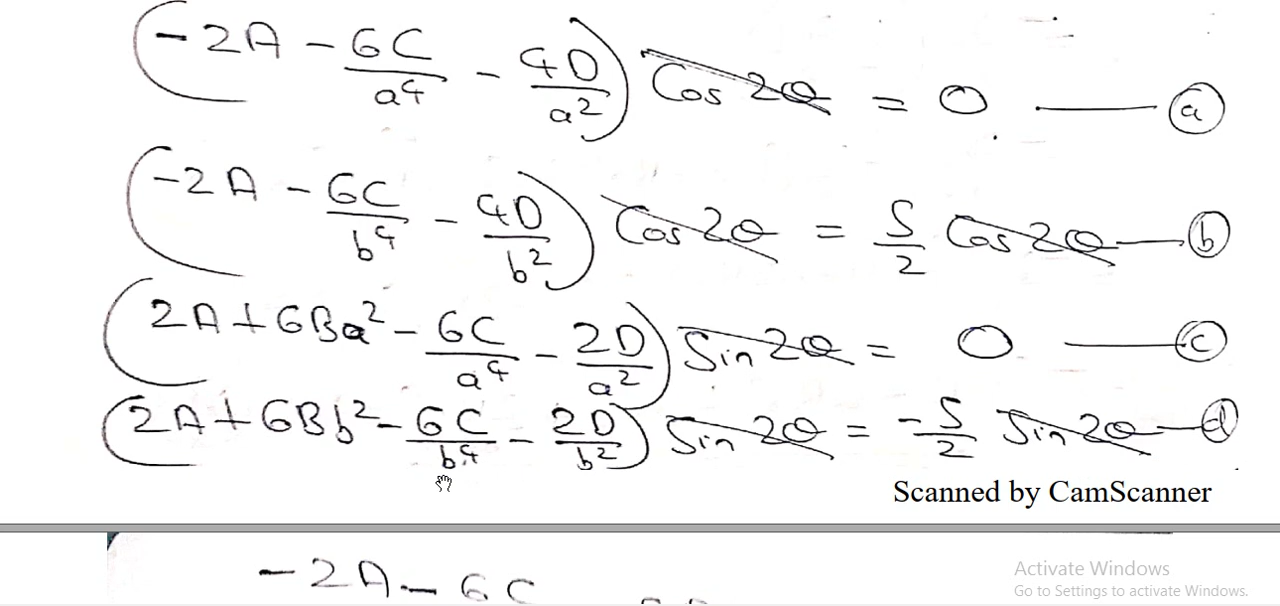 (-2A - 6C/a⁴ - 4D/a²) Cos 2θ = 0 —— (a)
(-2A - 6C/b⁴ - 4D/b²) Cos 2θ = S/2 Cos 2θ —— (b)
(2A + 6Ba² - 6C/a⁴ - 2D/a²) Sin 2θ = 0 —— (c)
(2A + 6Bb² - 6C/b⁴ - 2D/b²) Sin 2θ = -S/2 Sin 2θ —— (d)
Scanned by CamScanner
-2A - 6C
Activate Windows
Go to Settings to activate Windows.